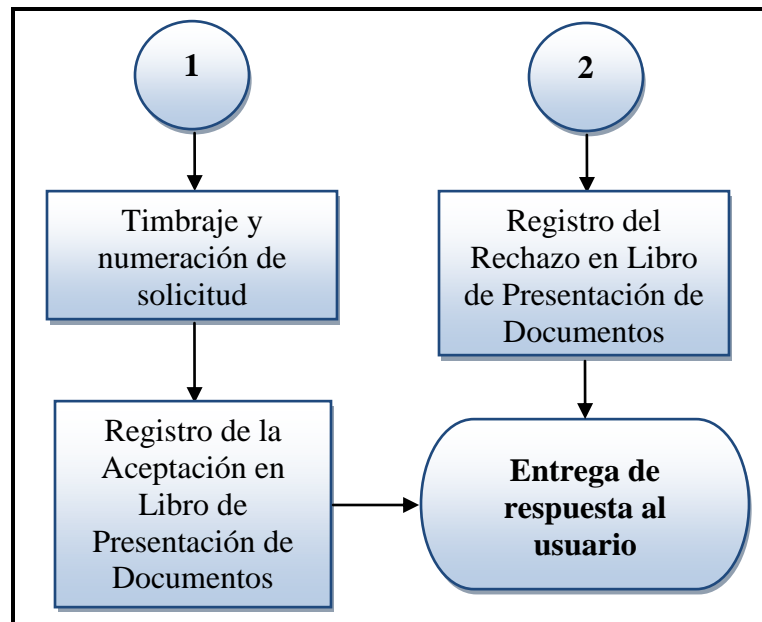 1
Timbraje y
numeración de
solicitud
Registro de la
Aceptación en
Libro de
Presentación de
Documentos
2
Registro del
Rechazo en Libro
de Presentación de
Documentos
Entrega de
respuesta al
usuario